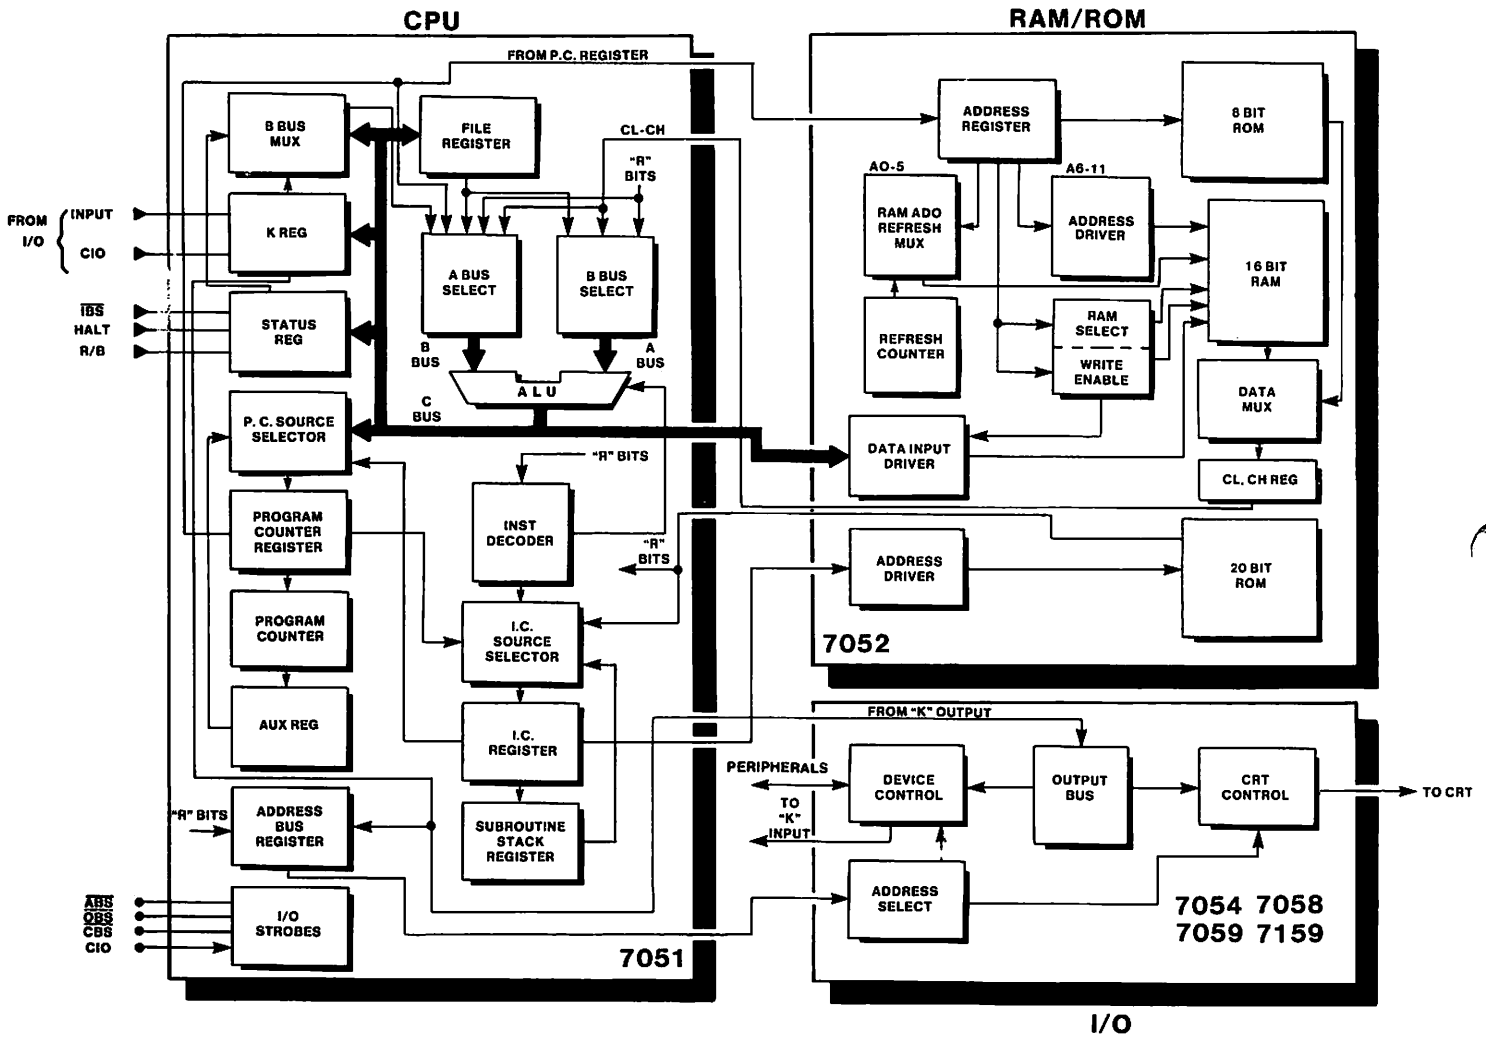 CPU
RAM/ROM
FROM P.C. REGISTER
B BUS
MUX
FILE
REGISTER
CL-CH
"R"
BITS
ADDRESS
REGISTER
8 BIT
ROM
AO-5
A6-11
FROM
I/O
INPUT
CIO
K REG
A BUS
SELECT
B BUS
SELECT
RAM ADO
REFRESH
MUX
ADDRESS
DRIVER
16 BIT
RAM
IBS
HALT
R/B
STATUS
REG
B
BUS
A
BUS
REFRESH
COUNTER
RAM
SELECT
WRITE
ENABLE
DATA
MUX
ALU
C
BUS
P. C. SOURCE
SELECTOR
"R" BITS
DATA INPUT
DRIVER
CL, CH REG
PROGRAM
COUNTER
REGISTER
INST
DECODER
"R"
BITS
ADDRESS
DRIVER
20 BIT
ROM
PROGRAM
COUNTER
I.C.
SOURCE
SELECTOR
7052
AUX REG
I.C.
REGISTER
FROM "K" OUTPUT
PERIPHERALS
DEVICE
CONTROL
OUTPUT
BUS
CRT
CONTROL
TO CRT
TO
"K"
INPUT
"R" BITS
ADDRESS
BUS
REGISTER
SUBROUTINE
STACK
REGISTER
ADDRESS
SELECT
ABS
OBS
CBS
CIO
I/O
STROBES
7051
7054 7058
7059 7159
I/O